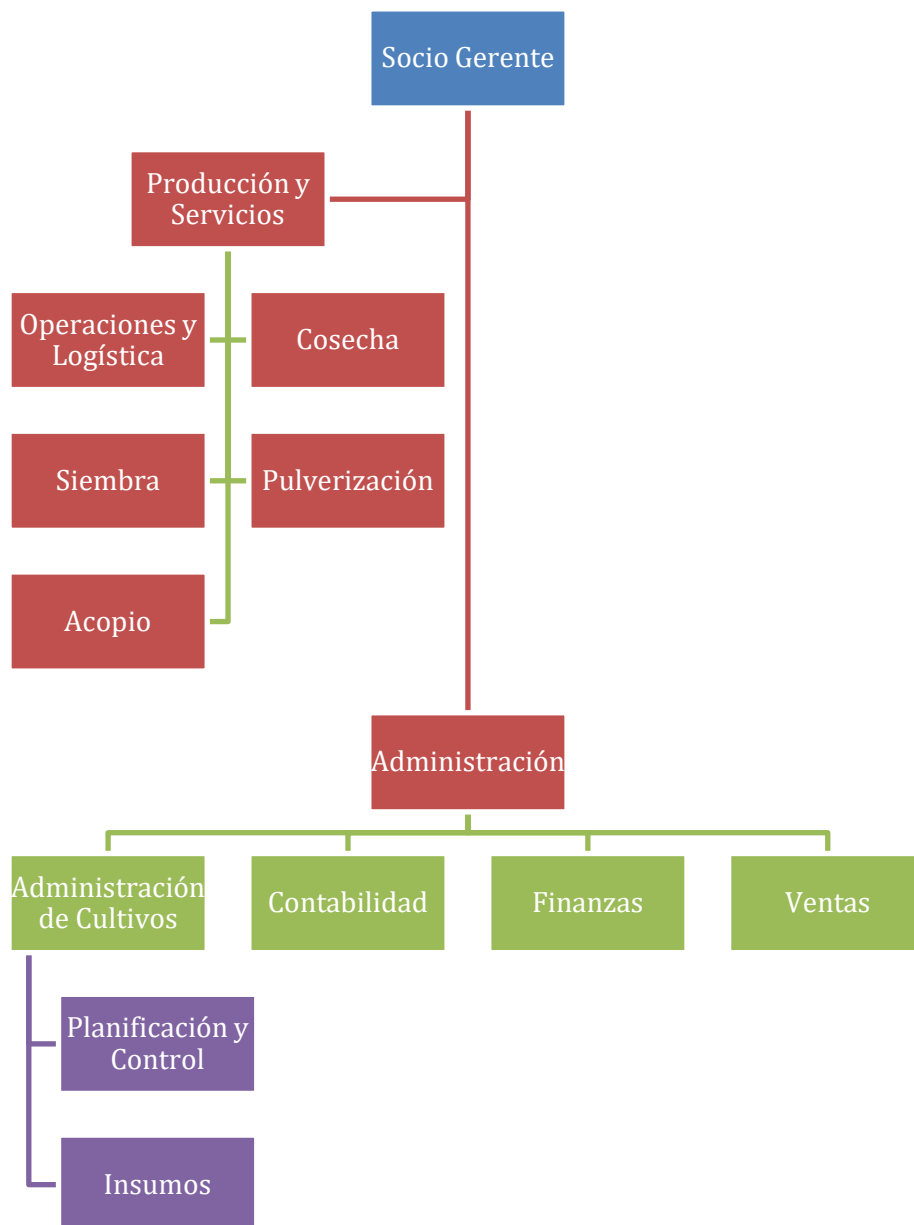 Socio Gerente
Producción y
Servicios
Operaciones y
Logística
Cosecha
Siembra
Pulverización
Acopio
Administración
Administración
de Cultivos
Contabilidad
Finanzas
Ventas
Planificación y
Control
Insumos